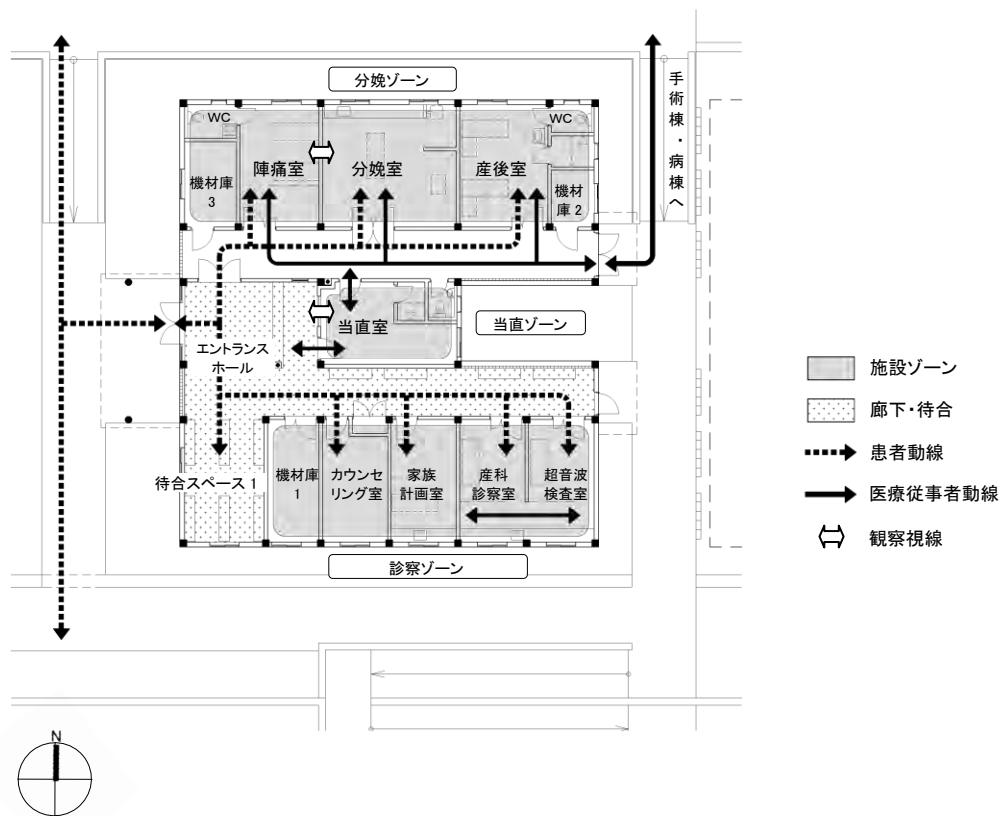 分娩ゾーン
手術棟・病棟へ
WC
WC
陣痛室
分娩室
産後室
機材庫
3
機材
庫 2
当直室
当直ゾーン
エントランス
ホール
待合スペース 1
機材庫
1
カウンセ
リング室
家族
計画室
産科
診察室
超音波
検査室
診察ゾーン
施設ゾーン
廊下・待合
患者動線
医療従事者動線
観察視線
N